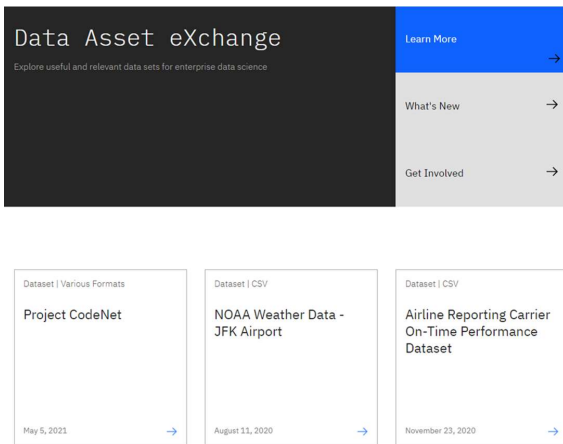 Data Asset eXchange
Explore useful and relevant data sets for enterprise data science
Learn More
What's New
Get Involved
Dataset | Various Formats
Project CodeNet
May 5, 2021
Dataset | CSV
NOAA Weather Data -
JFK Airport
August 11, 2020
Dataset | CSV
Airline Reporting Carrier
On-Time Performance
Dataset
November 23, 2020